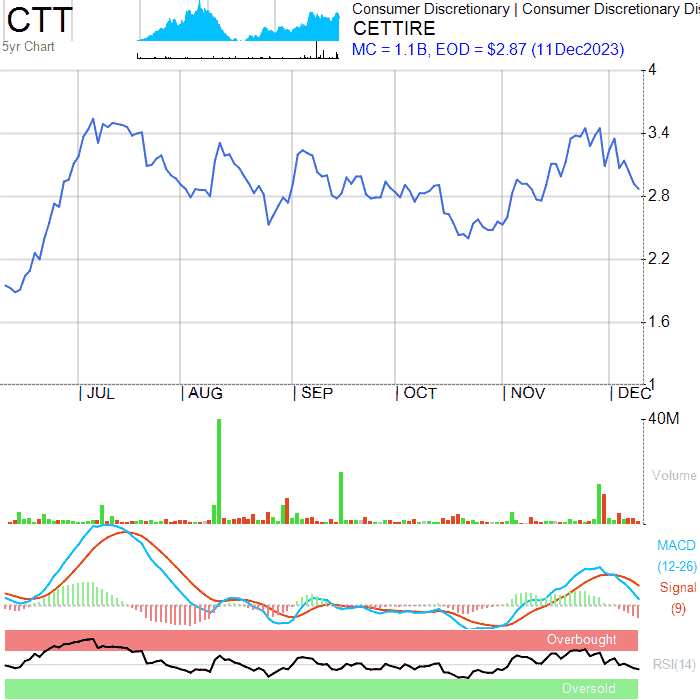 CTT
5yr Chart
Consumer Discretionary | Consumer Discretionary Dis
CETTIRE
MC = 1.1B, EOD = $2.87 (11Dec2023)
4
3.4
2.8
2.2
1.6
1
| JUL | AUG | SEP | OCT | NOV | DEC
40M
Volume
MACD
(12-26)
Signal
(9)
Overbought
RSI(14)
Oversold